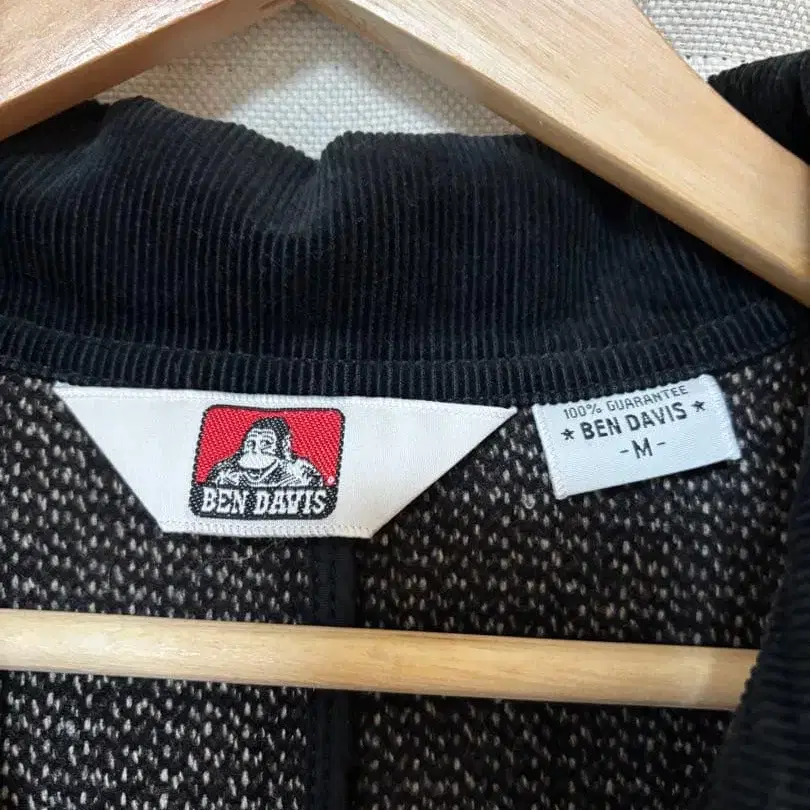 BEN DAVIS
100% GUARANTEE
★ BEN DAVIS ★
-M-